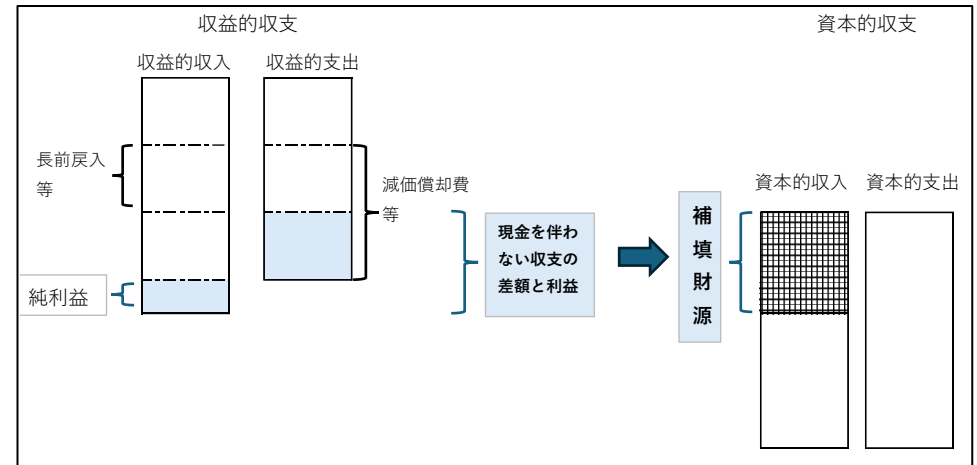 収益的収支
資本的収支
収益的収入
収益的支出
長前戻入
等
減価償却費
等
純利益
現金を伴わ
ない収支の
差額と利益
補填財源
資本的収入
資本的支出